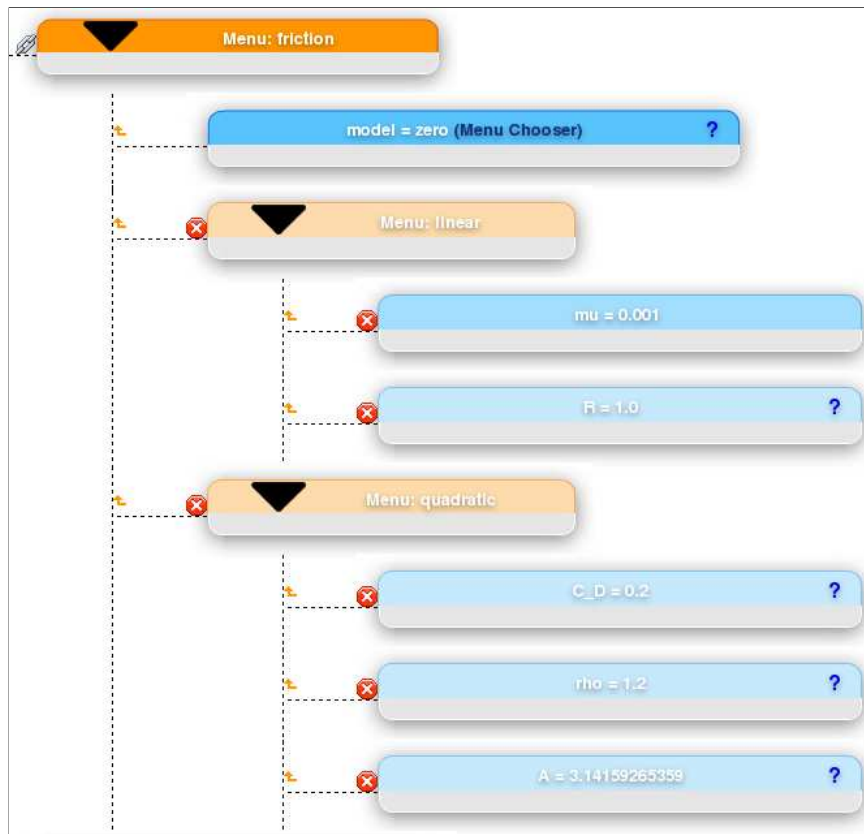 Menu: friction
model = zero (Menu Chooser) ?
Menu: linear
mu = 0.001
R = 1.0 ?
Menu: quadratic
C_D = 0.2 ?
rho = 1.2 ?
A = 3.14159265359 ?